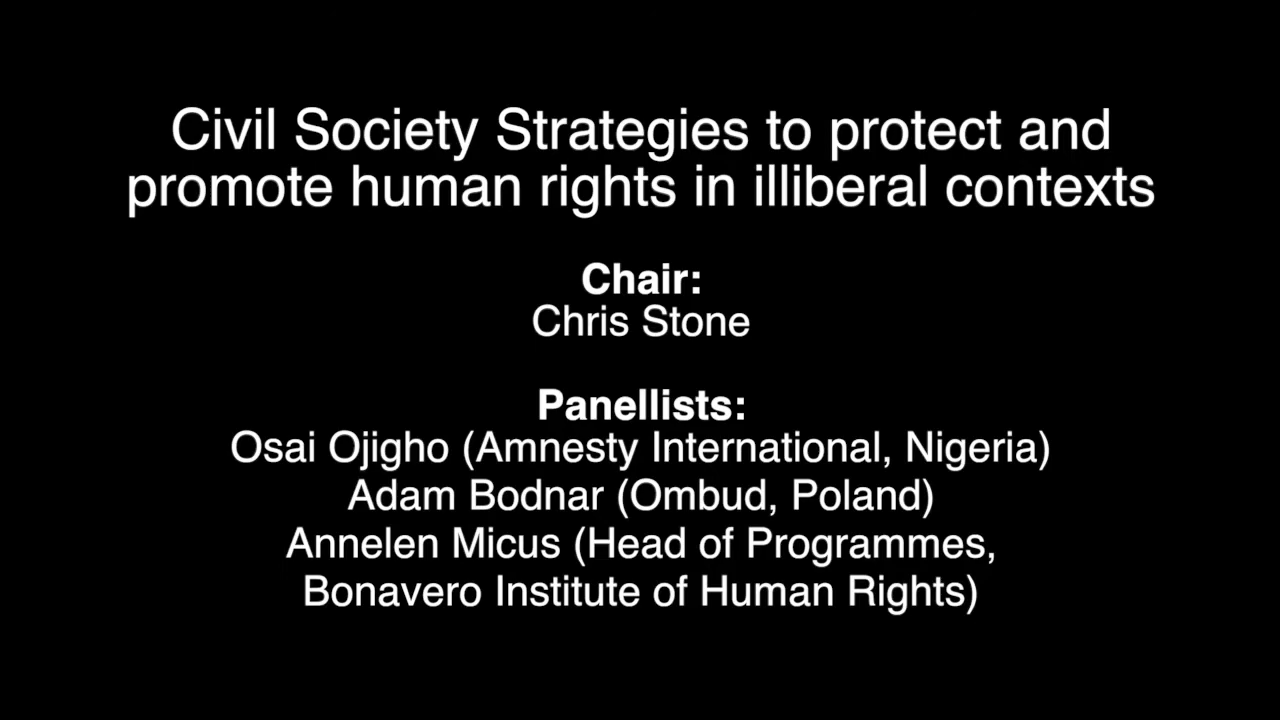 Civil Society Strategies to protect and
promote human rights in illiberal contexts
Chair:
Chris Stone
Panellists:
Osai Ojigho (Amnesty International, Nigeria)
Adam Bodnar (Ombud, Poland)
Annelen Micus (Head of Programmes,
Bonavero Institute of Human Rights)